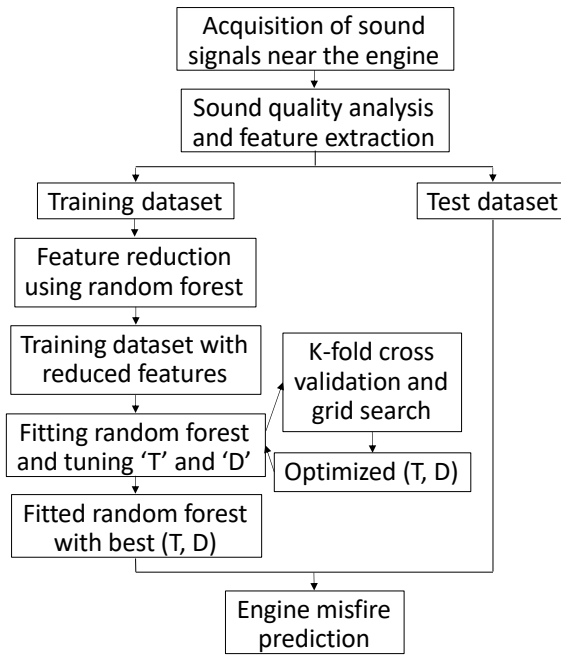 Acquisition of sound
signals near the engine
Sound quality analysis
and feature extraction
Training dataset
Test dataset
Feature reduction
using random forest
Training dataset with
reduced features
K-fold cross
validation and
grid search
Fitting random forest
and tuning ‘T’ and ‘D’
Optimized (T, D)
Fitted random forest
with best (T, D)
Engine misfire
prediction